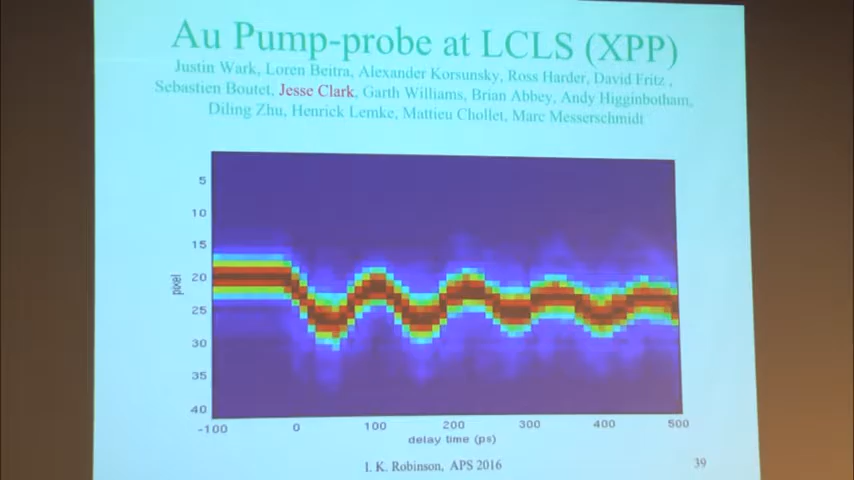 Au Pump-probe at LCLS (XPP)
Justin Wark, Loren Beitra, Alexander Korsunsky, Ross Harder, David Fritz ,
Sebastien Boutet, Jesse Clark, Garth Williams, Brian Abbey, Andy Higginbotham,
Diling Zhu, Henrick Lemke, Mattieu Chollet, Marc Messerschmidt
5
10
15
20
25
30
35
40
pixel
-100 0 100 200 300 400 500
delay time (ps)
I. K. Robinson, APS 2016 39